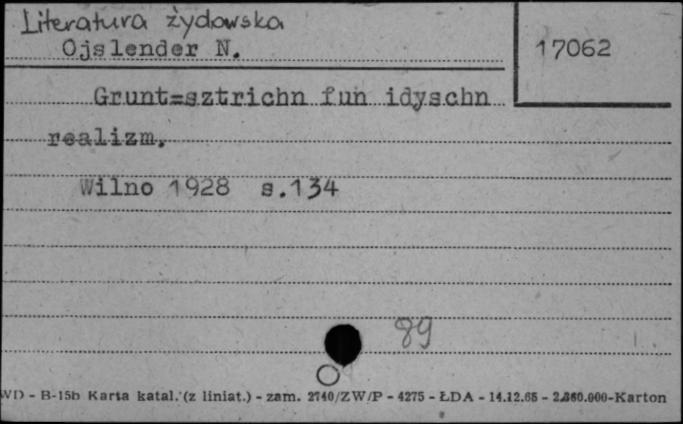 Literatura żydowska
Ojslender N.
17062
Grunt=sztrichn fun idyschn
realizm.
Wilno 1928 s.134
89
WD - B-15b Karta katal. (z liniat.) - zam. 2740/ZW/P - 4275 - ŁDA - 14.12.65 - 2.860.000-Karton